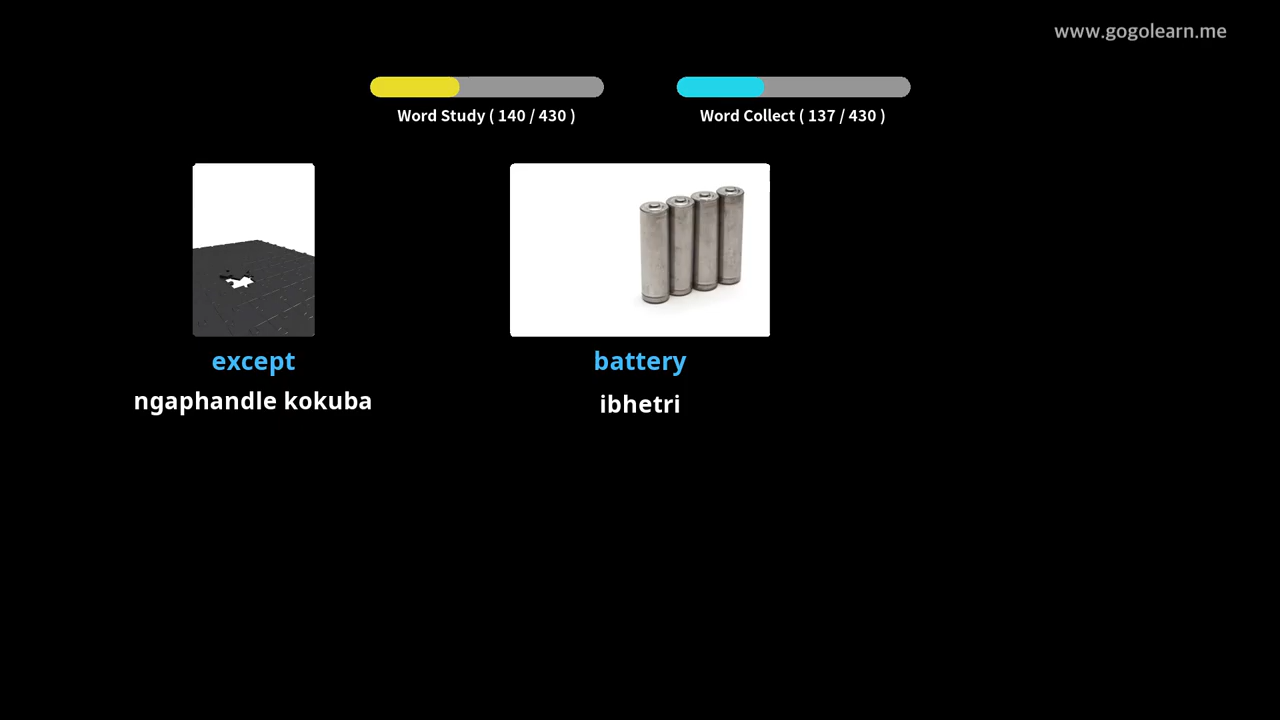 www.gogolearn.me
Word Study ( 140 / 430 )
Word Collect ( 137 / 430 )
except
ngaphandle kokuba
battery
ibhetri